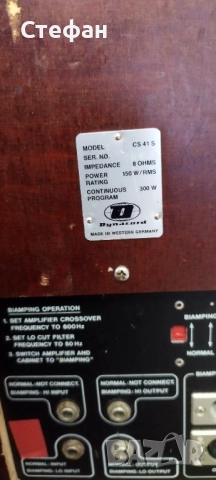 Стефан
MODEL CS 41 S
SER. NO.
IMPEDANCE 8 OHMS
POWER RATING 150 W/RMS
CONTINUOUS PROGRAM 300 W
D
Dynacord
MADE IN WESTERN GERMANY
BIAMPING OPERATION
1. SET AMPLIFIER CROSSOVER
FREQUENCY TO 600Hz
2. SET LO CUT FILTER
FREQUENCY TO 50 Hz
3. SWITCH AMPLIFIER AND
CABINET TO "BIAMPING"
BIAMPING
NORMAL
NORMAL-NOT CONNECT.
BIAMPING-HI INPUT
NORMAL-NOT CONNECT.
BIAMPING-HI OUTPUT
NORMAL-INPUT
BIAMPING-LO INPUT
NORMAL-OUTPUT
BIAMPING-LO OUTPUT